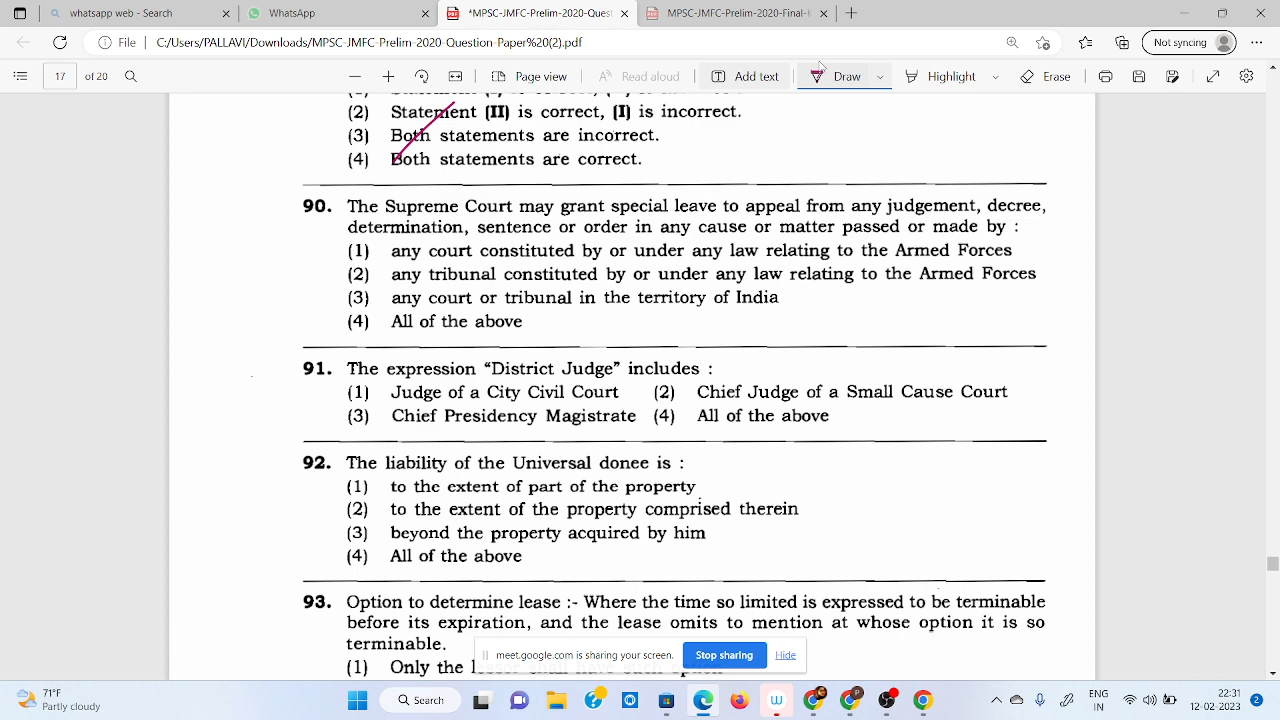 whatsapp web - Search
WhatsApp
*MPSC-JMFC-Prelim-2020-Quest
MPSC-JMFC-Prelim-2020-Final-K
File
C:/Users/PALLAVI/Downloads/MPSC JMFC-Prelim-2020-Question-Paper%20(2).pdf
Not syncing
17 of 20
Page view
Read aloud
Add text
Draw
Highlight
Erase
(2) Statement (II) is correct, (I) is incorrect.
(3) Both statements are incorrect.
(4) Both statements are correct.
90. The Supreme Court may grant special leave to appeal from any judgement, decree,
determination, sentence or order in any cause or matter passed or made by :
(1) any court constituted by or under any law relating to the Armed Forces
(2) any tribunal constituted by or under any law relating to the Armed Forces
(3) any court or tribunal in the territory of India
(4) All of the above
91. The expression “District Judge” includes :
(1) Judge of a City Civil Court (2) Chief Judge of a Small Cause Court
(3) Chief Presidency Magistrate (4) All of the above
92. The liability of the Universal donee is :
(1) to the extent of part of the property
(2) to the extent of the property comprised therein
(3) beyond the property acquired by him
(4) All of the above
93. Option to determine lease :- Where the time so limited is expressed to be terminable
before its expiration, and the lease omits to mention at whose option it is so
terminable.
meet.google.com is sharing your screen.
Stop sharing
Hide
(1) Only the lessor shall have such option
71°F
Partly cloudy
Search
ENG
IN
18:31
12-02-2023
2